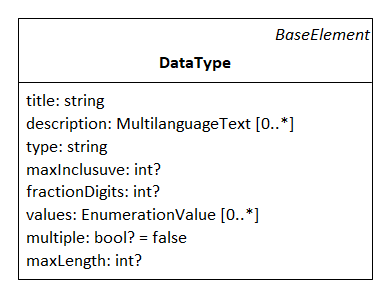 BaseElement
DataType
title: string
description: MultilanguageText [0..*]
type: string
maxInclusuve: int?
fractionDigits: int?
values: EnumerationValue [0..*]
multiple: bool? = false
maxLength: int?